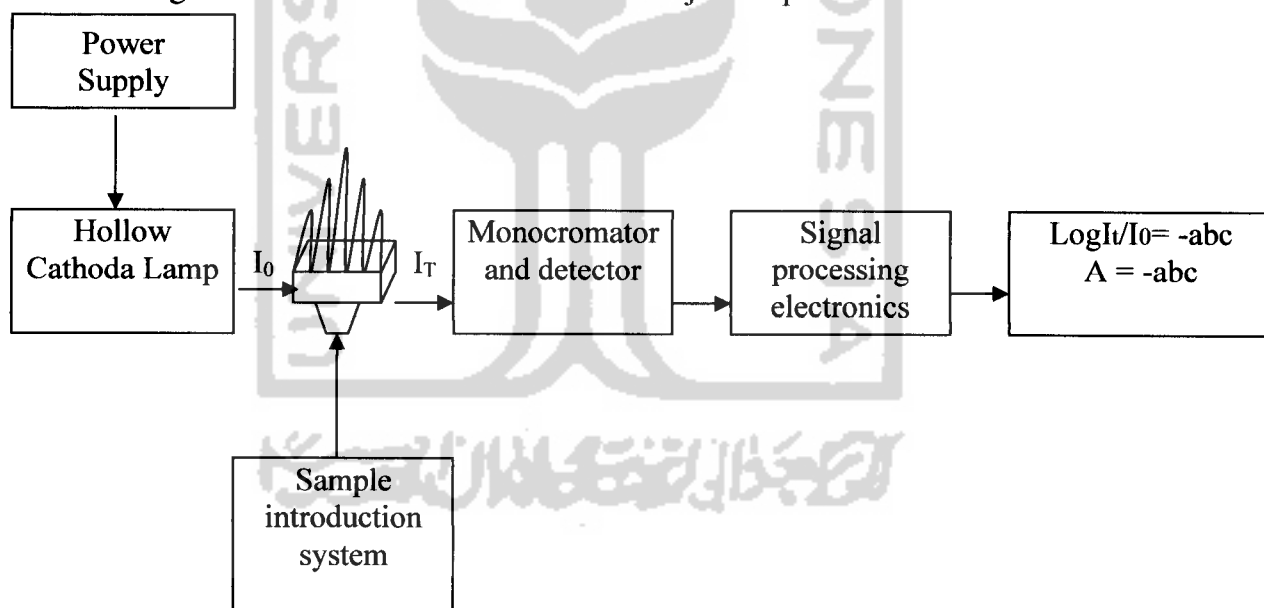 Power
Supply
Hollow
Cathoda Lamp
I₀
I_T
Monocromator
and detector
Signal
processing
electronics
LogIt/I0= -abc
A = -abc
Sample
introduction
system